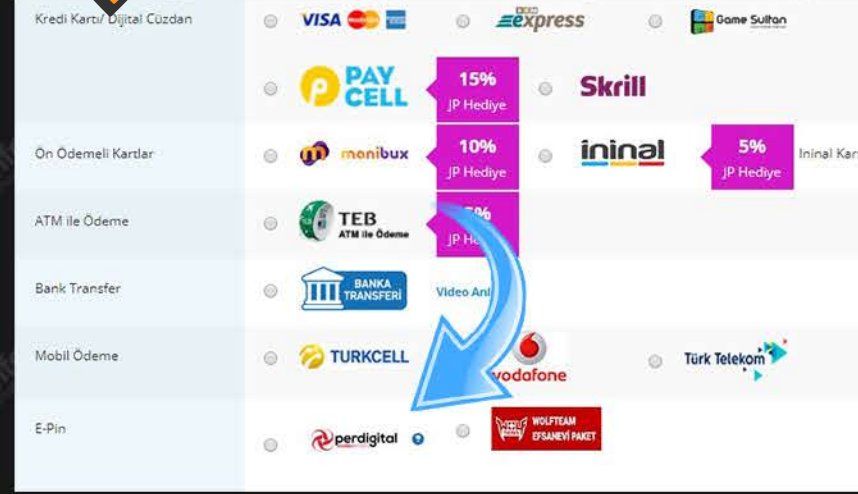 Kredi Kartı/ Dijital Cüzdan
VISA
express
Game Sultan
PAY
CELL
15%
JP Hediye
Skrill
Ön Ödemeli Kartlar
monibux
10%
JP Hediye
ininal
5%
JP Hediye
Ininal
ATM ile Ödeme
TEB
ATM ile Ödeme
JP
Bank Transfer
BANKA
TRANSFERİ
Video
Mobil Ödeme
TURKCELL
vodafone
Türk Telekom
E-Pin
perdigital
WOLFTEAM
EFSANEVİ PAKET